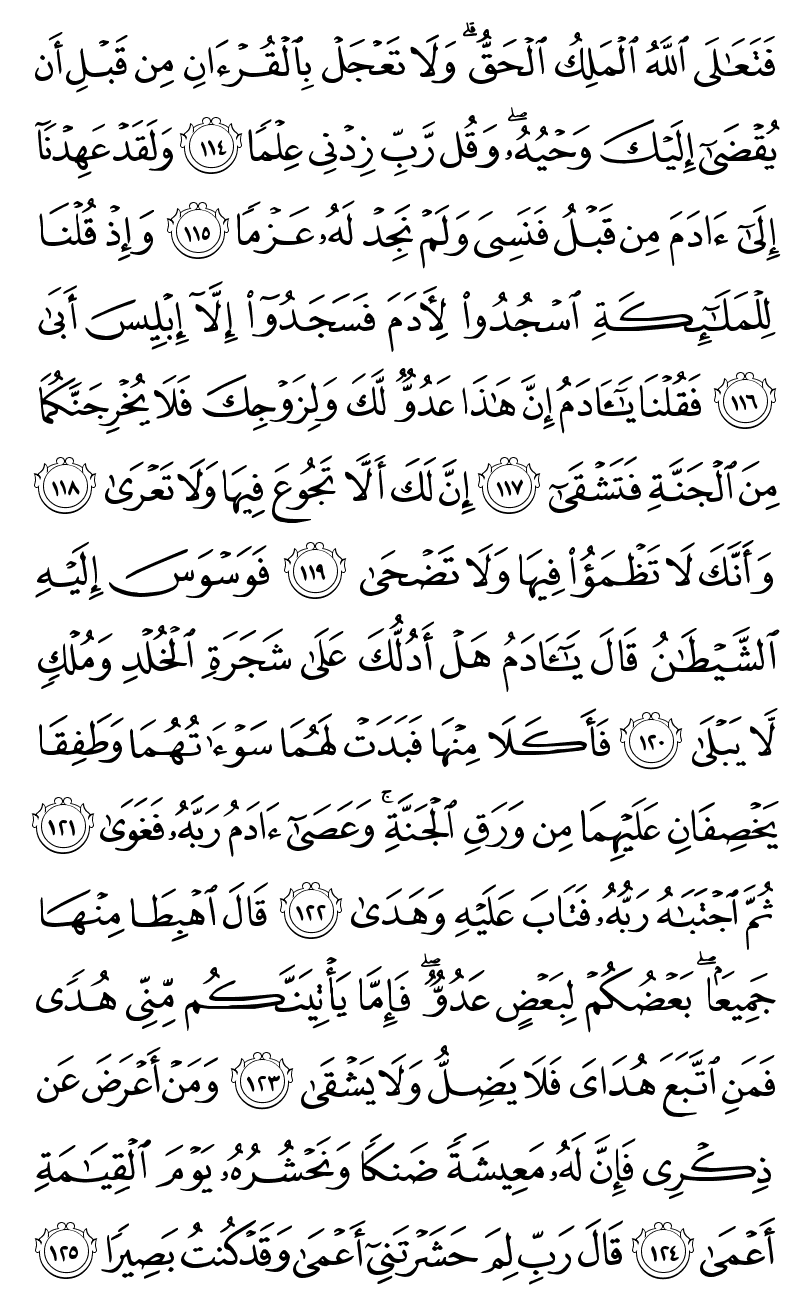 فَتَعَٰلَى ٱللَّهُ ٱلْمَلِكُ ٱلْحَقُّ ۗ وَلَا تَعْجَلْ بِٱلْقُرْءَانِ مِن قَبْلِ أَن
يُقْضَىٰٓ إِلَيْكَ وَحْيُهُۥ ۖ وَقُل رَّبِّ زِدْنِى عِلْمًا ١١٤ وَلَقَدْ عَهِدْنَآ
إِلَىٰٓ ءَادَمَ مِن قَبْلُ فَنَسِىَ وَلَمْ نَجِدْ لَهُۥ عَزْمًا ١١٥ وَإِذْ قُلْنَا
لِلْمَلَٰٓئِكَةِ ٱسْجُدُوا۟ لِأَدَمَ فَسَجَدُوٓا۟ إِلَّآ إِبْلِيسَ أَبَىٰ
١١٦ فَقُلْنَا يَٰٓـَٔادَمُ إِنَّ هَٰذَا عَدُوٌّ لَّكَ وَلِزَوْجِكَ فَلَا يُخْرِجَنَّكُمَا
مِنَ ٱلْجَنَّةِ فَتَشْقَىٰٓ ١١٧ إِنَّ لَكَ أَلَّا تَجُوعَ فِيهَا وَلَا تَعْرَىٰ ١١٨
وَأَنَّكَ لَا تَظْمَؤُا۟ فِيهَا وَلَا تَضْحَىٰ ١١٩ فَوَسْوَسَ إِلَيْهِ
ٱلشَّيْطَٰنُ قَالَ يَٰٓـَٔادَمُ هَلْ أَدُلُّكَ عَلَىٰ شَجَرَةِ ٱلْخُلْدِ وَمُلْكٍ
لَّا يَبْلَىٰ ١٢٠ فَأَكَلَا مِنْهَا فَبَدَتْ لَهُمَا سَوْءَٰتُهُمَا وَطَفِقَا
يَخْصِفَانِ عَلَيْهِمَا مِن وَرَقِ ٱلْجَنَّةِ ۚ وَعَصَىٰٓ ءَادَمُ رَبَّهُۥ فَغَوَىٰ ١٢١
ثُمَّ ٱجْتَبَٰهُ رَبُّهُۥ فَتَابَ عَلَيْهِ وَهَدَىٰ ١٢٢ قَالَ ٱهْبِطَا مِنْهَا
جَمِيعًۢا ۖ بَعْضُكُمْ لِبَعْضٍ عَدُوٌّ ۖ فَإِمَّا يَأْتِيَنَّكُم مِّنِّى هُدًى
فَمَنِ ٱتَّبَعَ هُدَاىَ فَلَا يَضِلُّ وَلَا يَشْقَىٰ ١٢٣ وَمَنْ أَعْرَضَ عَن
ذِكْرِى فَإِنَّ لَهُۥ مَعِيشَةً ضَنكًا وَنَحْشُرُهُۥ يَوْمَ ٱلْقِيَٰمَةِ
أَعْمَىٰ ١٢٤ قَالَ رَبِّ لِمَ حَشَرْتَنِىٓ أَعْمَىٰ وَقَدْ كُنتُ بَصِيرًا ١٢٥